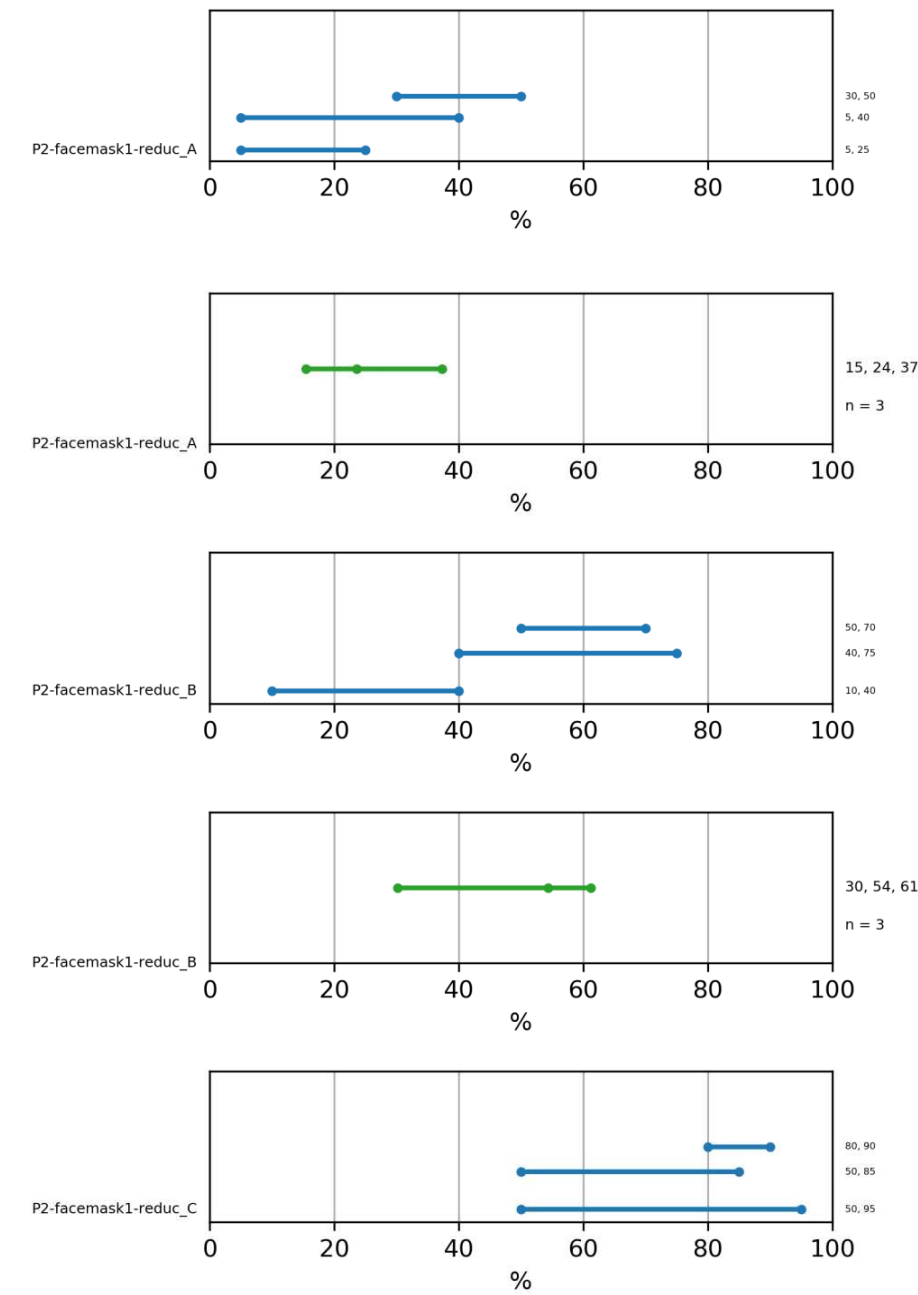 30, 50
5, 40
P2-facemask1-reduc_A 5, 25
0 20 40 60 80 100
%
15, 24, 37
n = 3
P2-facemask1-reduc_A
0 20 40 60 80 100
%
50, 70
40, 75
P2-facemask1-reduc_B 10, 40
0 20 40 60 80 100
%
30, 54, 61
n = 3
P2-facemask1-reduc_B
0 20 40 60 80 100
%
80, 90
50, 85
P2-facemask1-reduc_C 50, 95
0 20 40 60 80 100
%